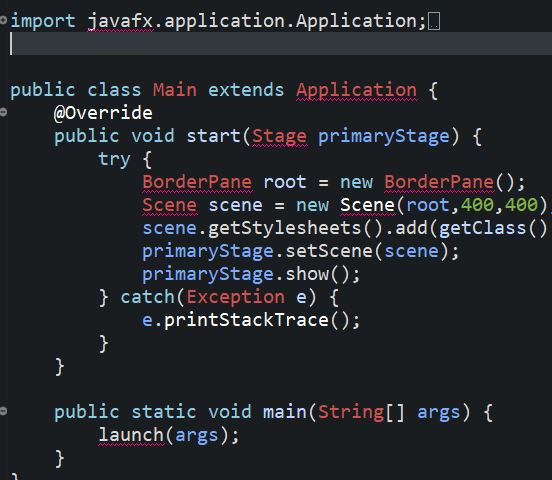 import javafx.application.Application;
public class Main extends Application {
@Override
public void start(Stage primaryStage) {
try {
BorderPane root = new BorderPane();
Scene scene = new Scene(root,400,400)
scene.getStylesheets().add(getClass()
primaryStage.setScene(scene);
primaryStage.show();
} catch(Exception e) {
e.printStackTrace();
}
}
public static void main(String[] args) {
launch(args);
}
}